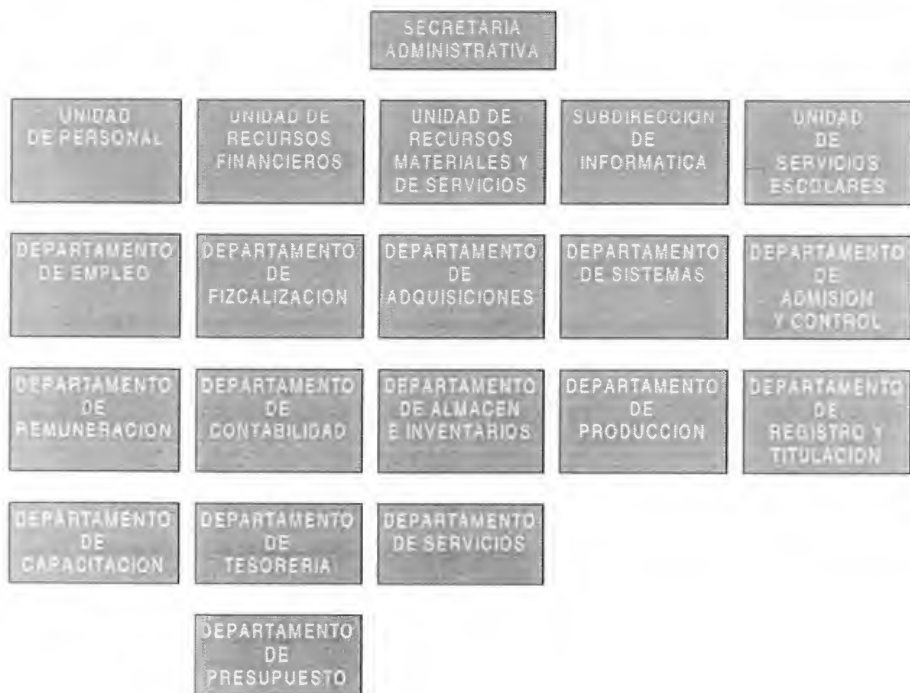 SECRETARIA
ADMINISTRATIVA
UNIDAD
DE PERSONAL
UNIDAD DE
RECURSOS
FINANCIEROS
UNIDAD DE
RECURSOS
MATERIALES Y
DE SERVICIOS
SUBDIRECCION
DE
INFORMATICA
UNIDAD
DE
SERVICIOS
ESCOLARES
DEPARTAMENTO
DE EMPLEO
DEPARTAMENTO
DE
FIZCALIZACION
DEPARTAMENTO
DE
ADQUISICIONES
DEPARTAMENTO
DE SISTEMAS
DEPARTAMENTO
DE
ADMISION
Y CONTROL
DEPARTAMENTO
DE
REMUNERACION
DEPARTAMENTO
DE
CONTABILIDAD
DEPARTAMENTO
DE ALMACEN
E INVENTARIOS
DEPARTAMENTO
DE
PRODUCCION
DEPARTAMENTO
DE
REGISTRO Y
TITULACION
DEPARTAMENTO
DE
CAPACITACION
DEPARTAMENTO
DE
TESORERIA
DEPARTAMENTO
DE SERVICIOS
DEPARTAMENTO
DE
PRESUPUESTO